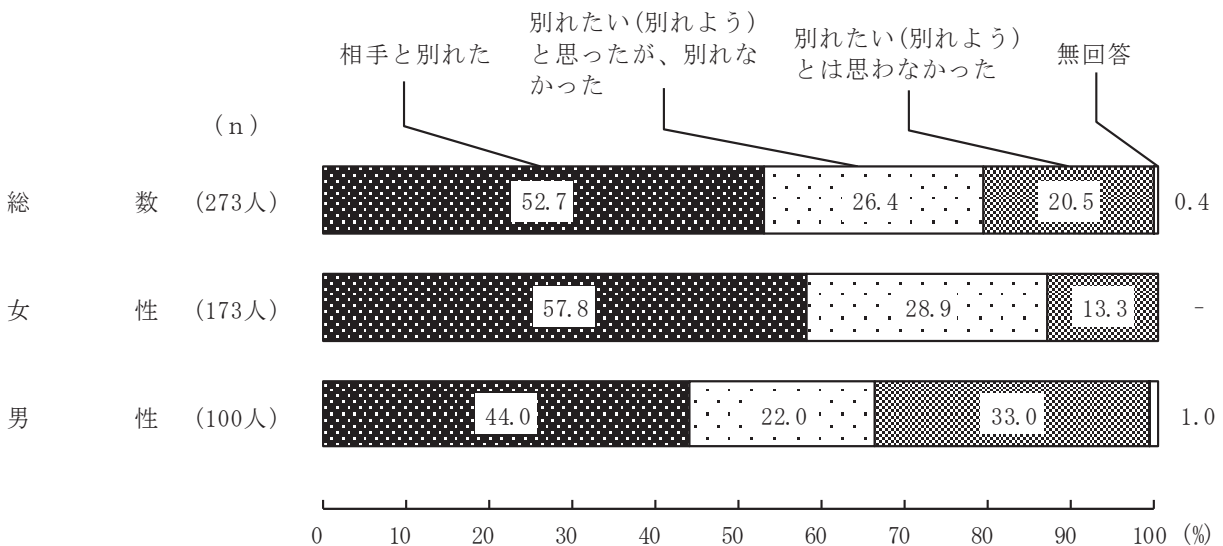 相手と別れた
別れたい(別れよう)
と思ったが、別れな
かった
別れたい(別れよう)
とは思わなかった
無回答
(n)
総 数 (273人) 52.7 26.4 20.5 0.4
女 性 (173人) 57.8 28.9 13.3 -
男 性 (100人) 44.0 22.0 33.0 1.0
0 10 20 30 40 50 60 70 80 90 100 (%)